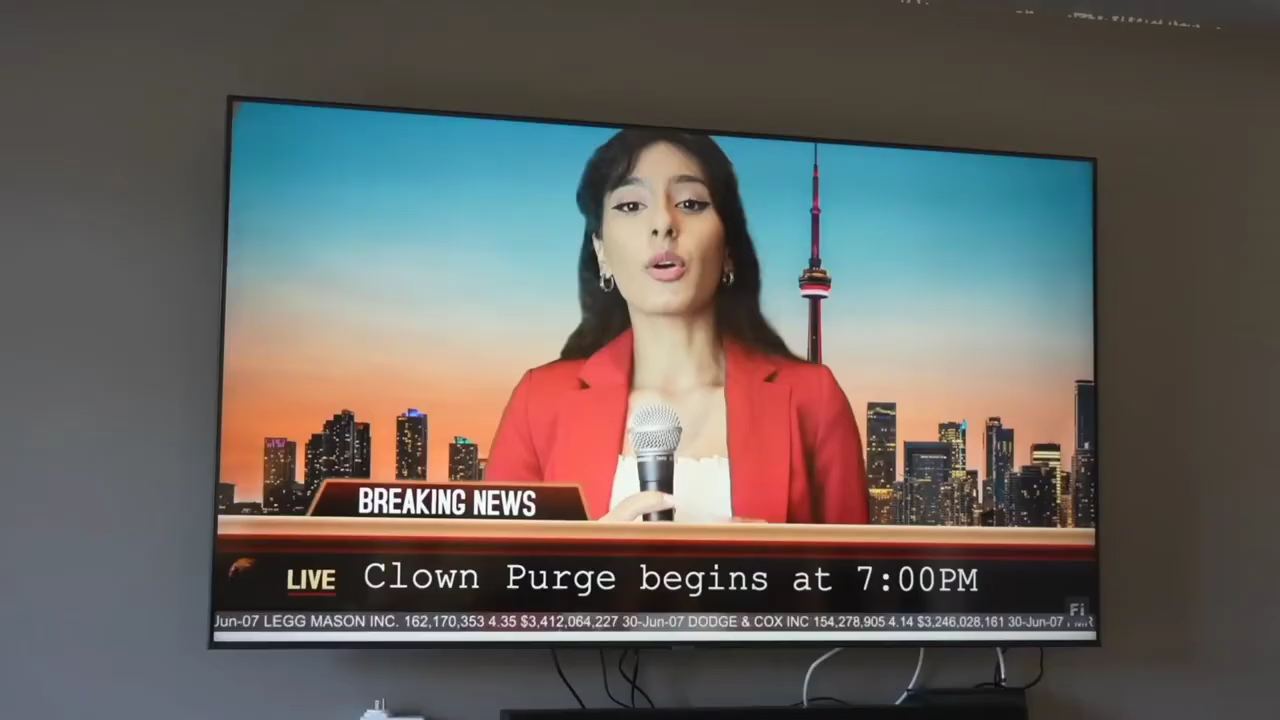 BREAKING NEWS
LIVE
Clown Purge begins at 7:00PM
Fi
Jun-07 LEGG MASON INC. 162,170,353 4.35 $3,412,064,227 30-Jun-07 DODGE & COX INC 154,278,905 4.14 $3,246,028,161 30-Jun-07